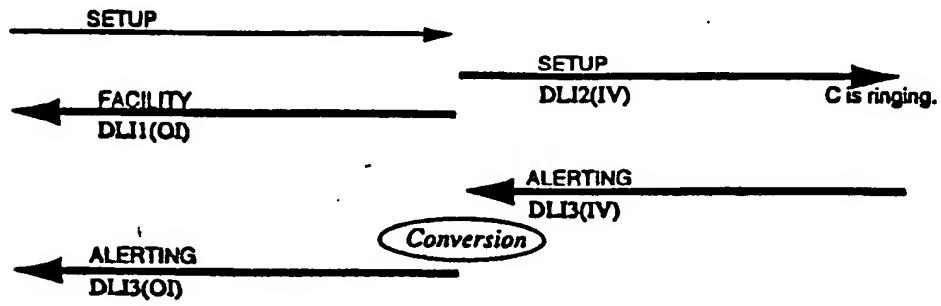 SETUP
SETUP
DLI2(IV)
C is ringing.
FACILITY
DLI1(OI)
ALERTING
DLI3(IV)
Conversion
ALERTING
DLI3(OI)